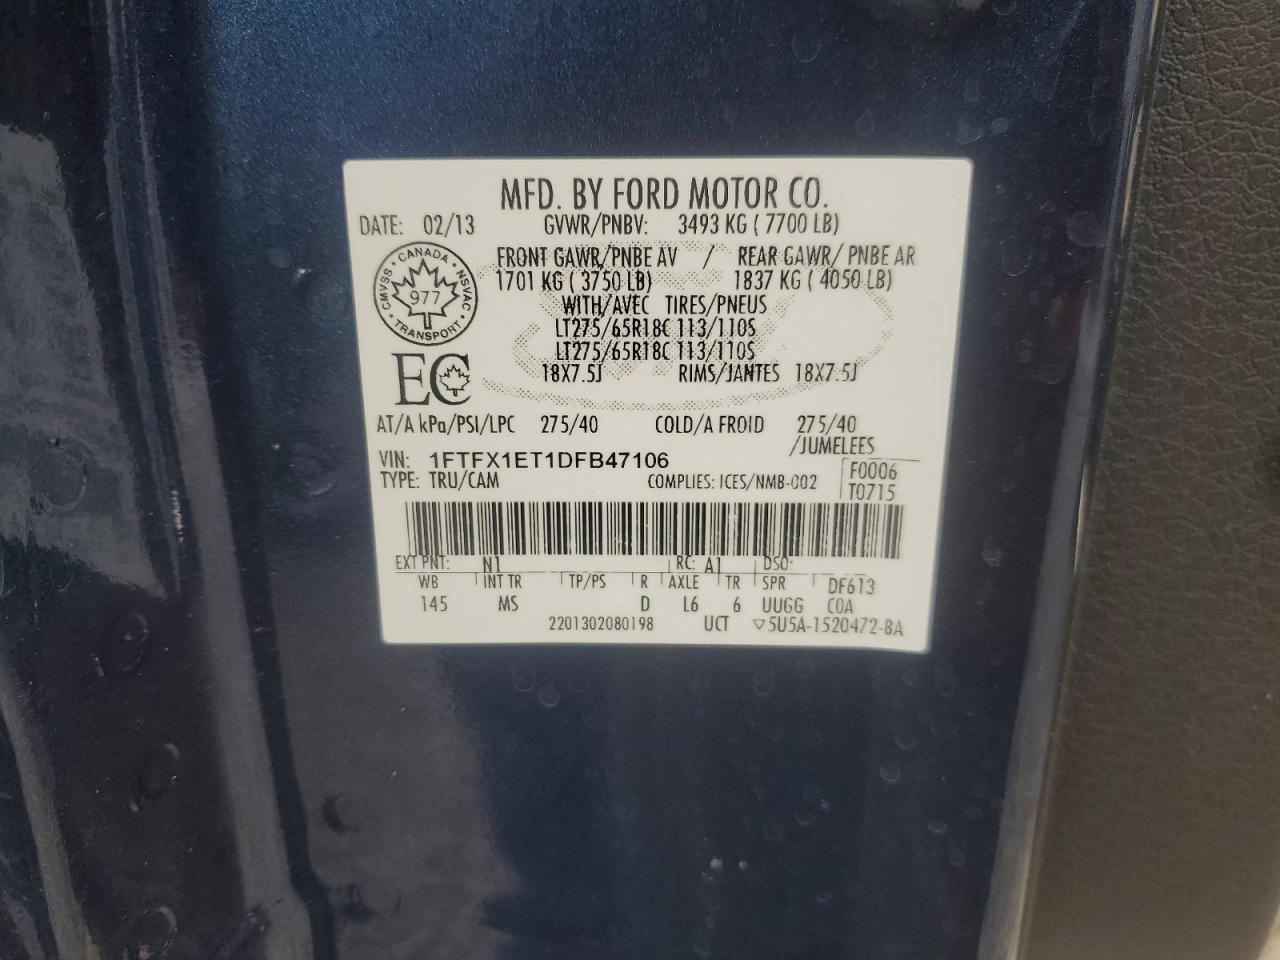 MFD. BY FORD MOTOR CO.
DATE: 02/13 GVWR/PNBV: 3493 KG ( 7700 LB)
FRONT GAWR/PNBE AV / REAR GAWR/ PNBE AR
1701 KG ( 3750 LB) 1837 KG ( 4050 LB)
WITH/AVEC TIRES/PNEUS
LT275/65R18C 113/110S
LT275/65R18C 113/110S
18X7.5J RIMS/JANTES 18X7.5J
CANADA
CMVSS • NSVAC
977
TRANSPORT
EC
AT/A kPa/PSI/LPC 275/40 COLD/A FROID 275/40
/JUMELEES
VIN: 1FTFX1ET1DFB47106
TYPE: TRU/CAM COMPLIES: ICES/NMB-002
F0006
T0715
EXT PNT: N1 RC: A1 DSO:
WB INT TR TP/PS R AXLE TR SPR DF613
145 MS D L6 6 UUGG COA
2201302080198 UCT ▽5U5A-1520472-BA